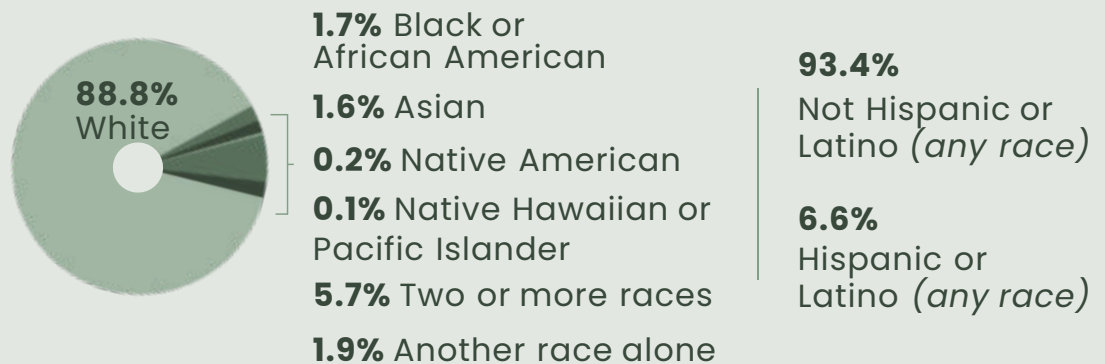 88.8%
White
1.7% Black or
African American
1.6% Asian
0.2% Native American
0.1% Native Hawaiian or
Pacific Islander
5.7% Two or more races
1.9% Another race alone
93.4%
Not Hispanic or
Latino (any race)
6.6%
Hispanic or
Latino (any race)